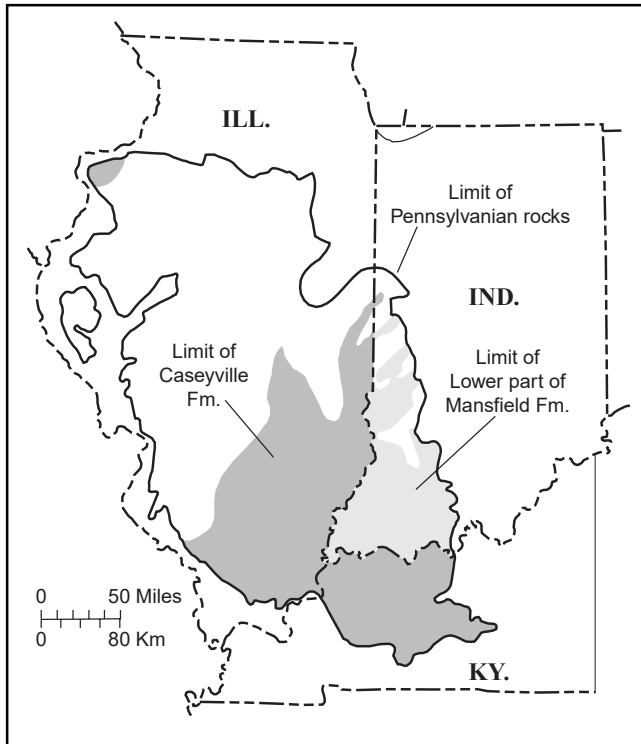 ILL.
Limit of
Pennsylvanian rocks
IND.
Limit of
Caseyville
Fm.
Limit of
Lower part of
Mansfield Fm.
0 50 Miles
0 80 Km
KY.